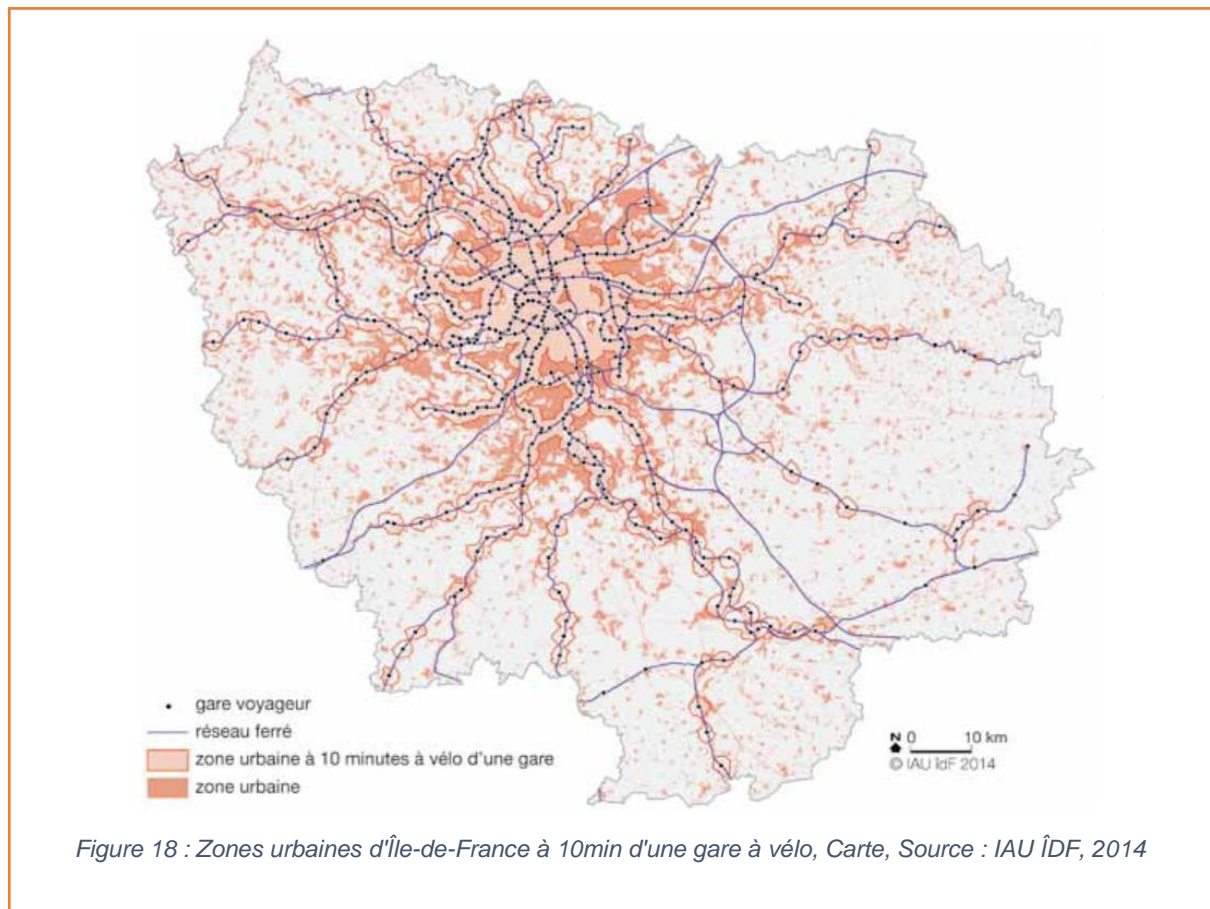 gare voyageur
réseau ferré
zone urbaine à 10 minutes à vélo d'une gare
zone urbaine
N 0 10 km
© IAU îdF 2014
Figure 18 : Zones urbaines d'Île-de-France à 10min d'une gare à vélo, Carte, Source : IAU ÎDF, 2014